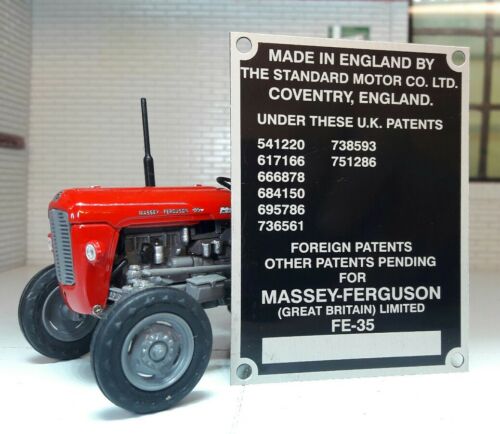 MADE IN ENGLAND BY
THE STANDARD MOTOR CO. LTD.
COVENTRY, ENGLAND.
UNDER THESE U.K. PATENTS
541220 738593
617166 751286
666878
684150
695786
736561
FOREIGN PATENTS
OTHER PATENTS PENDING
FOR
MASSEY-FERGUSON
(GREAT BRITAIN) LIMITED
FE-35
MASSEY FERGUSON